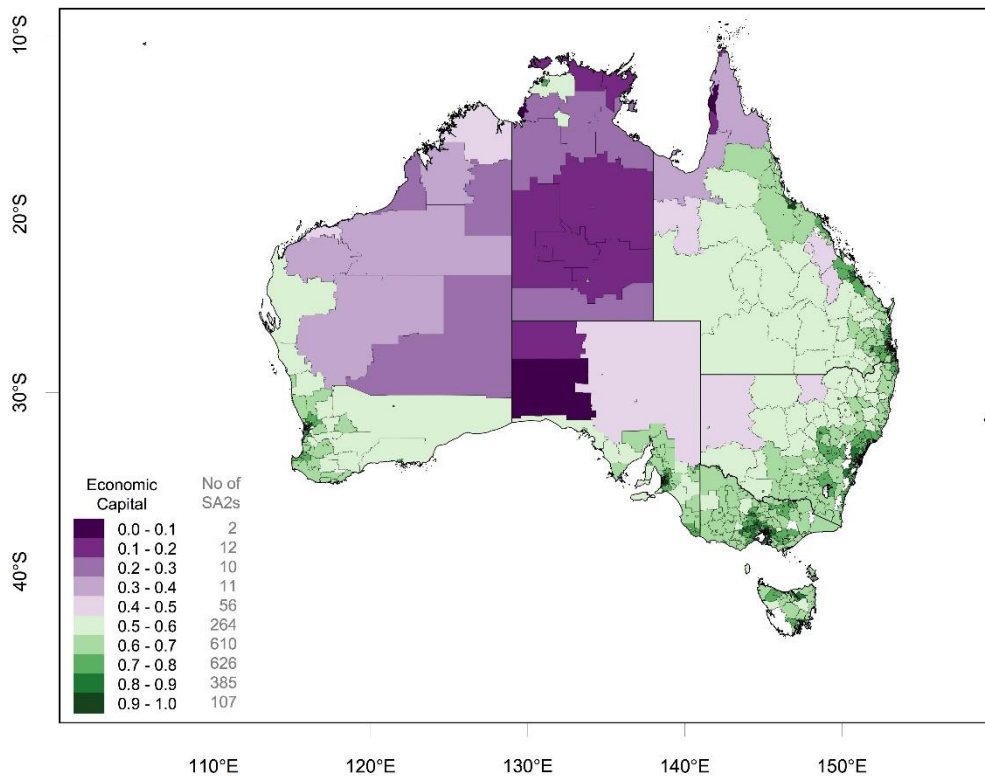 10°S
20°S
30°S
40°S
Economic Capital No of SA2s
0.0 - 0.1 2
0.1 - 0.2 12
0.2 - 0.3 10
0.3 - 0.4 11
0.4 - 0.5 56
0.5 - 0.6 264
0.6 - 0.7 610
0.7 - 0.8 626
0.8 - 0.9 385
0.9 - 1.0 107
110°E 120°E 130°E 140°E 150°E